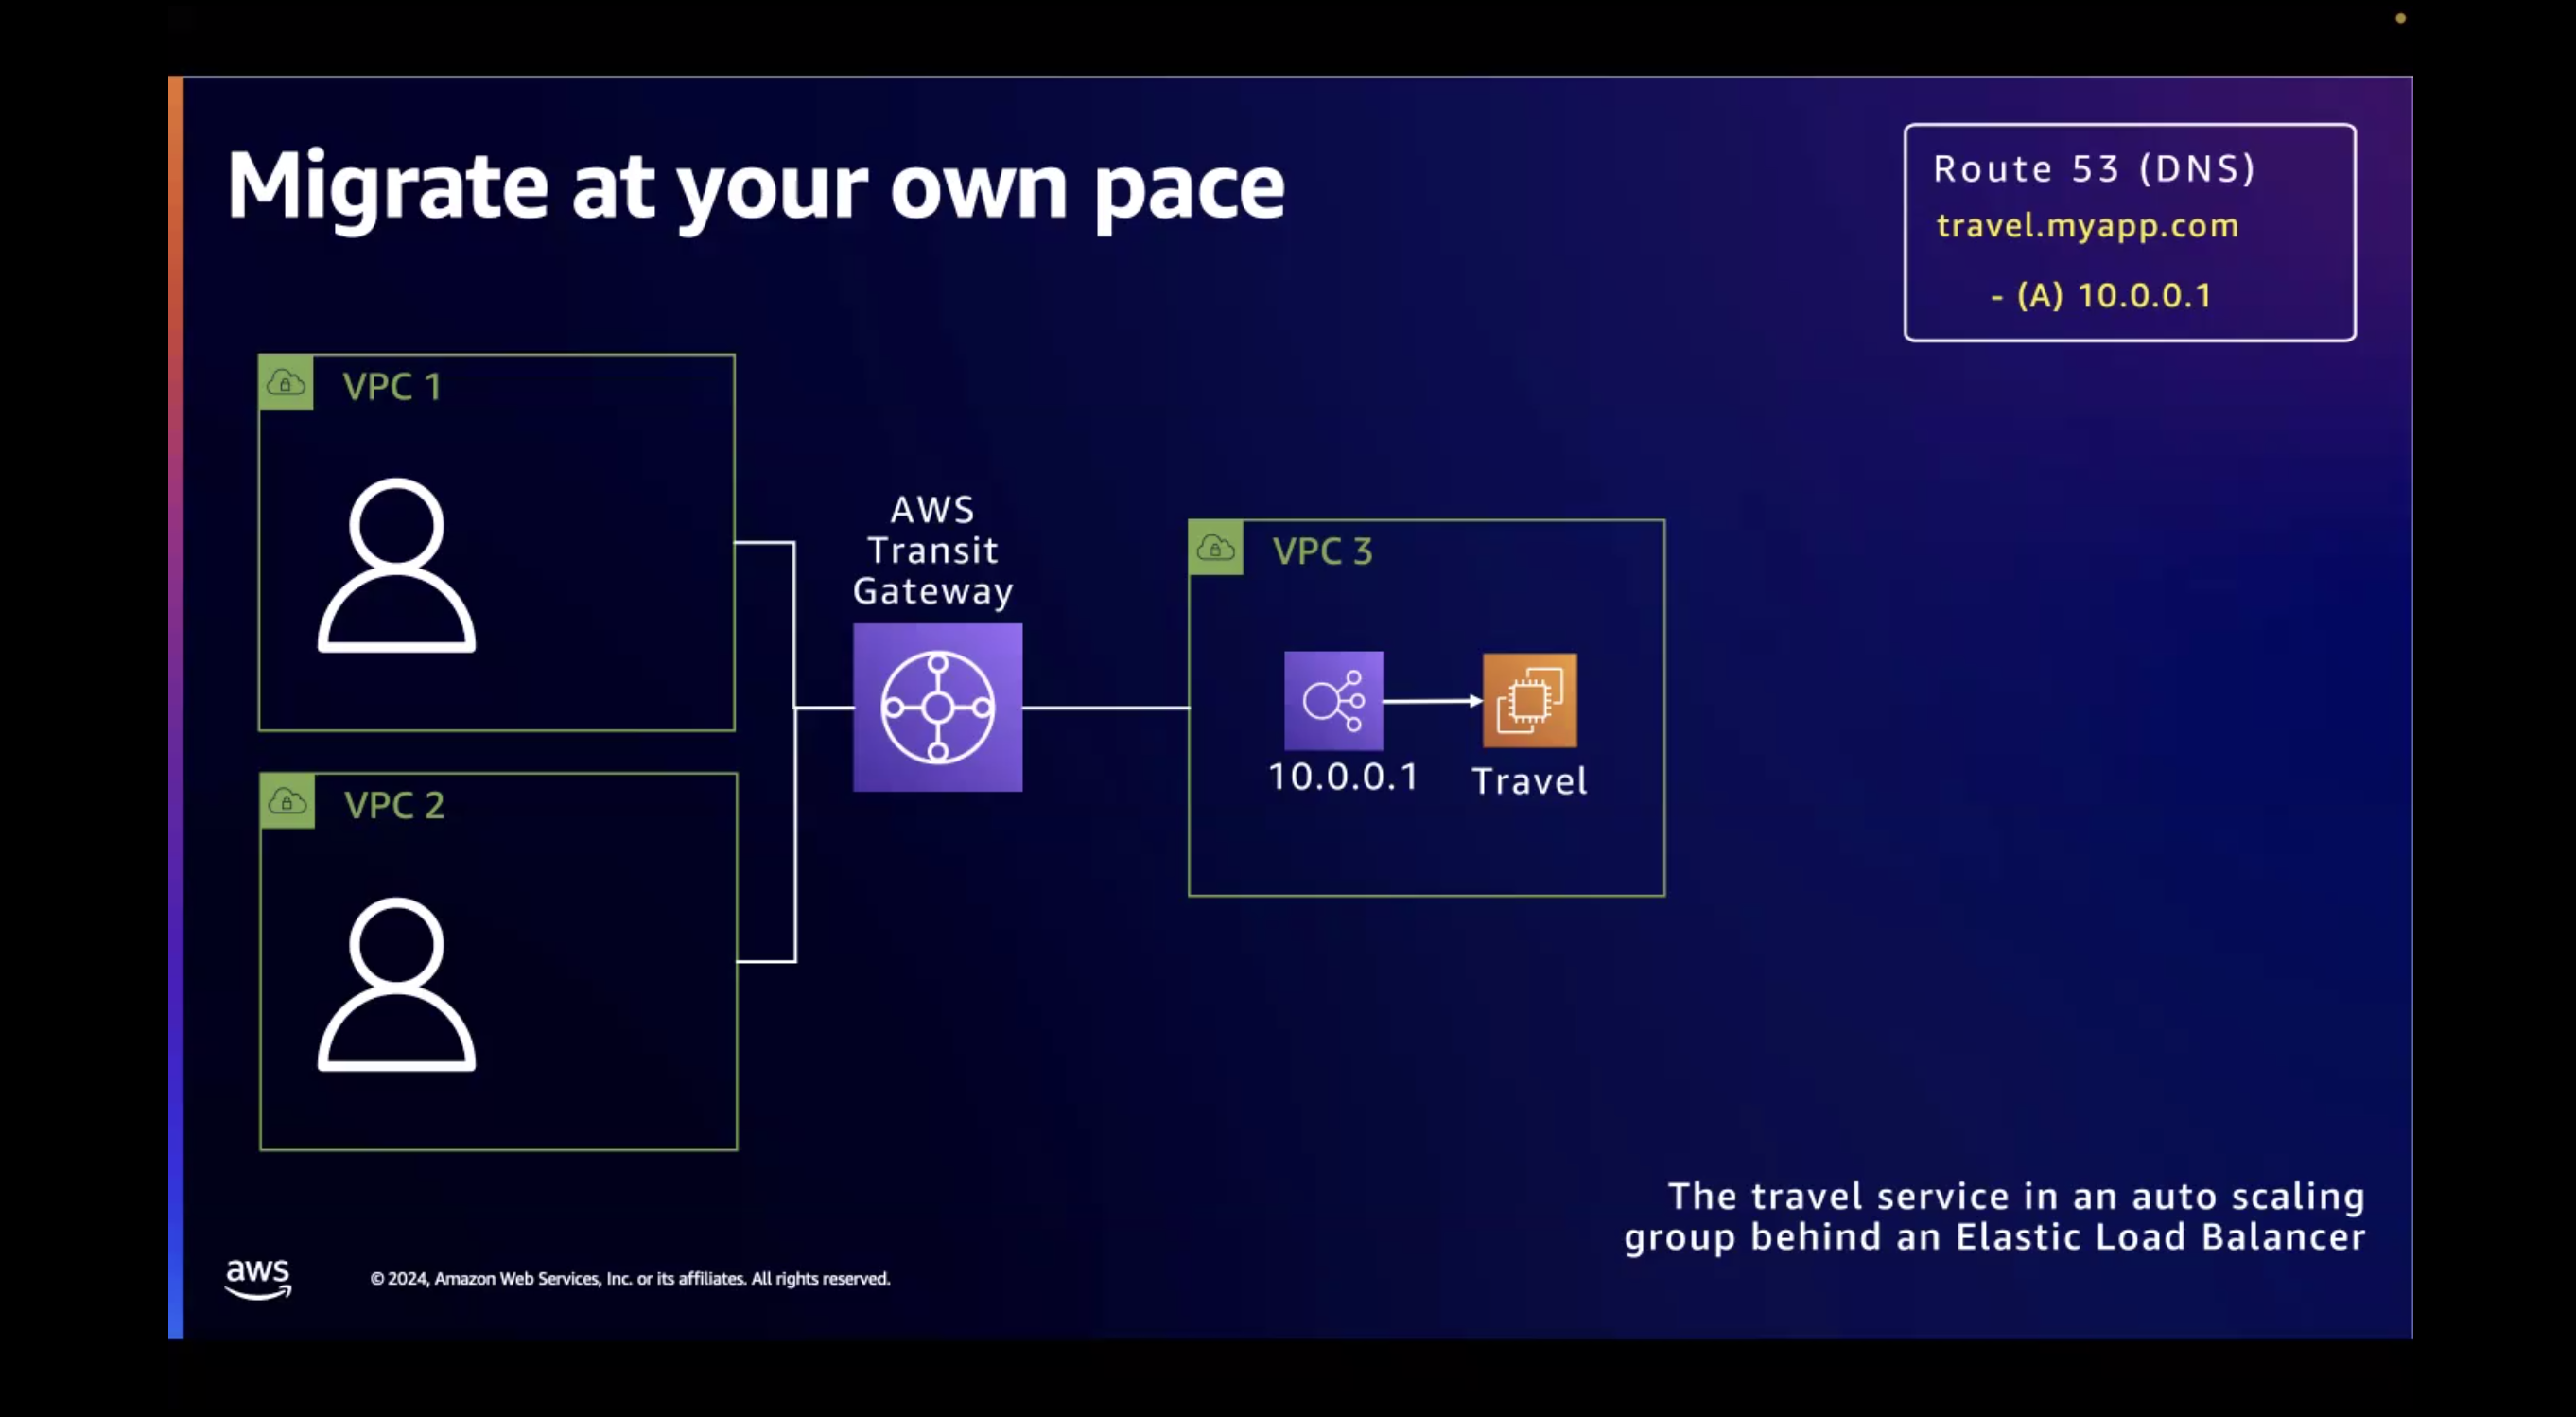 Migrate at your own pace
Route 53 (DNS)
travel.myapp.com
- (A) 10.0.0.1
VPC 1
AWS
Transit
Gateway
VPC 3
10.0.0.1
Travel
VPC 2
The travel service in an auto scaling
group behind an Elastic Load Balancer
aws
© 2024, Amazon Web Services, Inc. or its affiliates. All rights reserved.